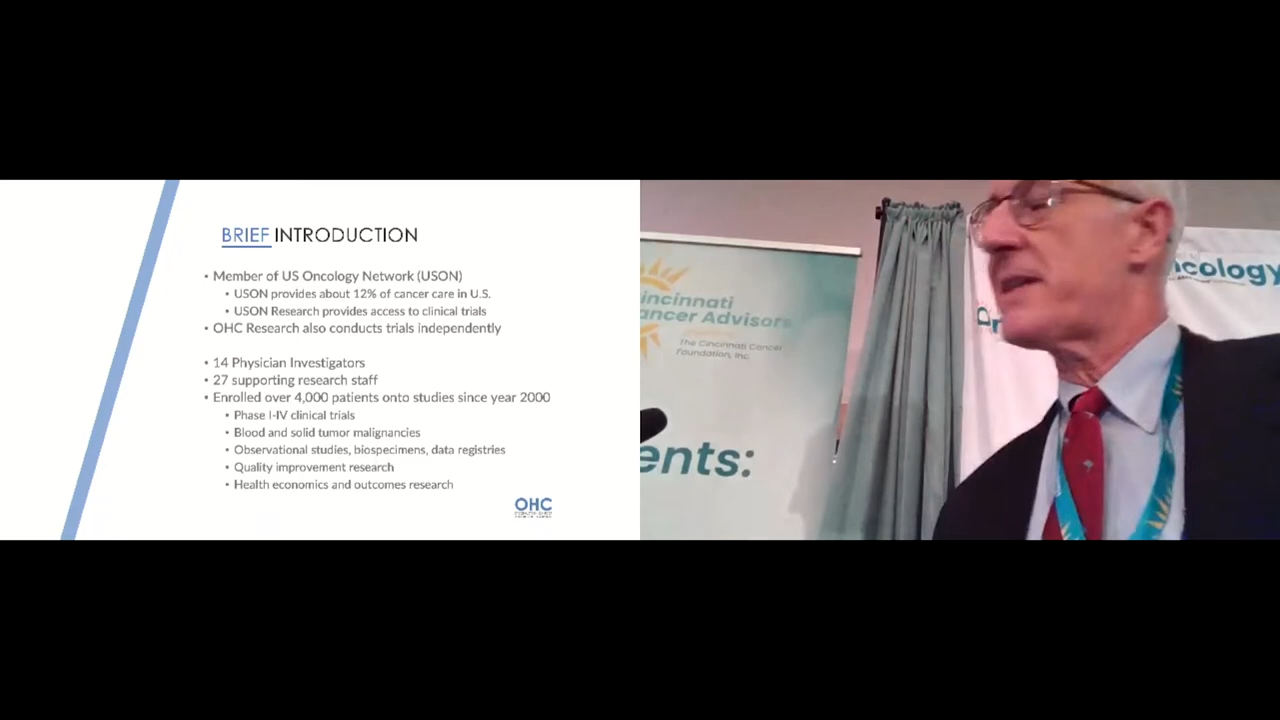 BRIEF INTRODUCTION
• Member of US Oncology Network (USON)
• USON provides about 12% of cancer care in U.S.
• USON Research provides access to clinical trials
• OHC Research also conducts trials independently
• 14 Physician Investigators
• 27 supporting research staff
• Enrolled over 4,000 patients onto studies since year 2000
• Phase I-IV clinical trials
• Blood and solid tumor malignancies
• Observational studies, biospecimens, data registries
• Quality improvement research
• Health economics and outcomes research
OHC
incinnati
ancer Advisors
The Cincinnati Cancer
Foundation, Inc.
ents:
ncology
Pr